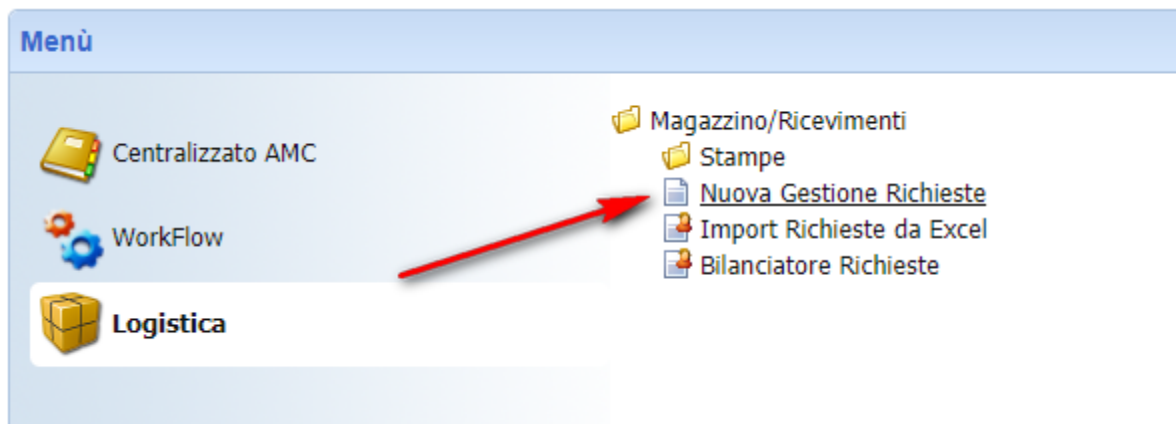 Menù
Centralizzato AMC
WorkFlow
Logistica
Magazzino/Ricevimenti
Stampe
Nuova Gestione Richieste
Import Richieste da Excel
Bilanciatore Richieste